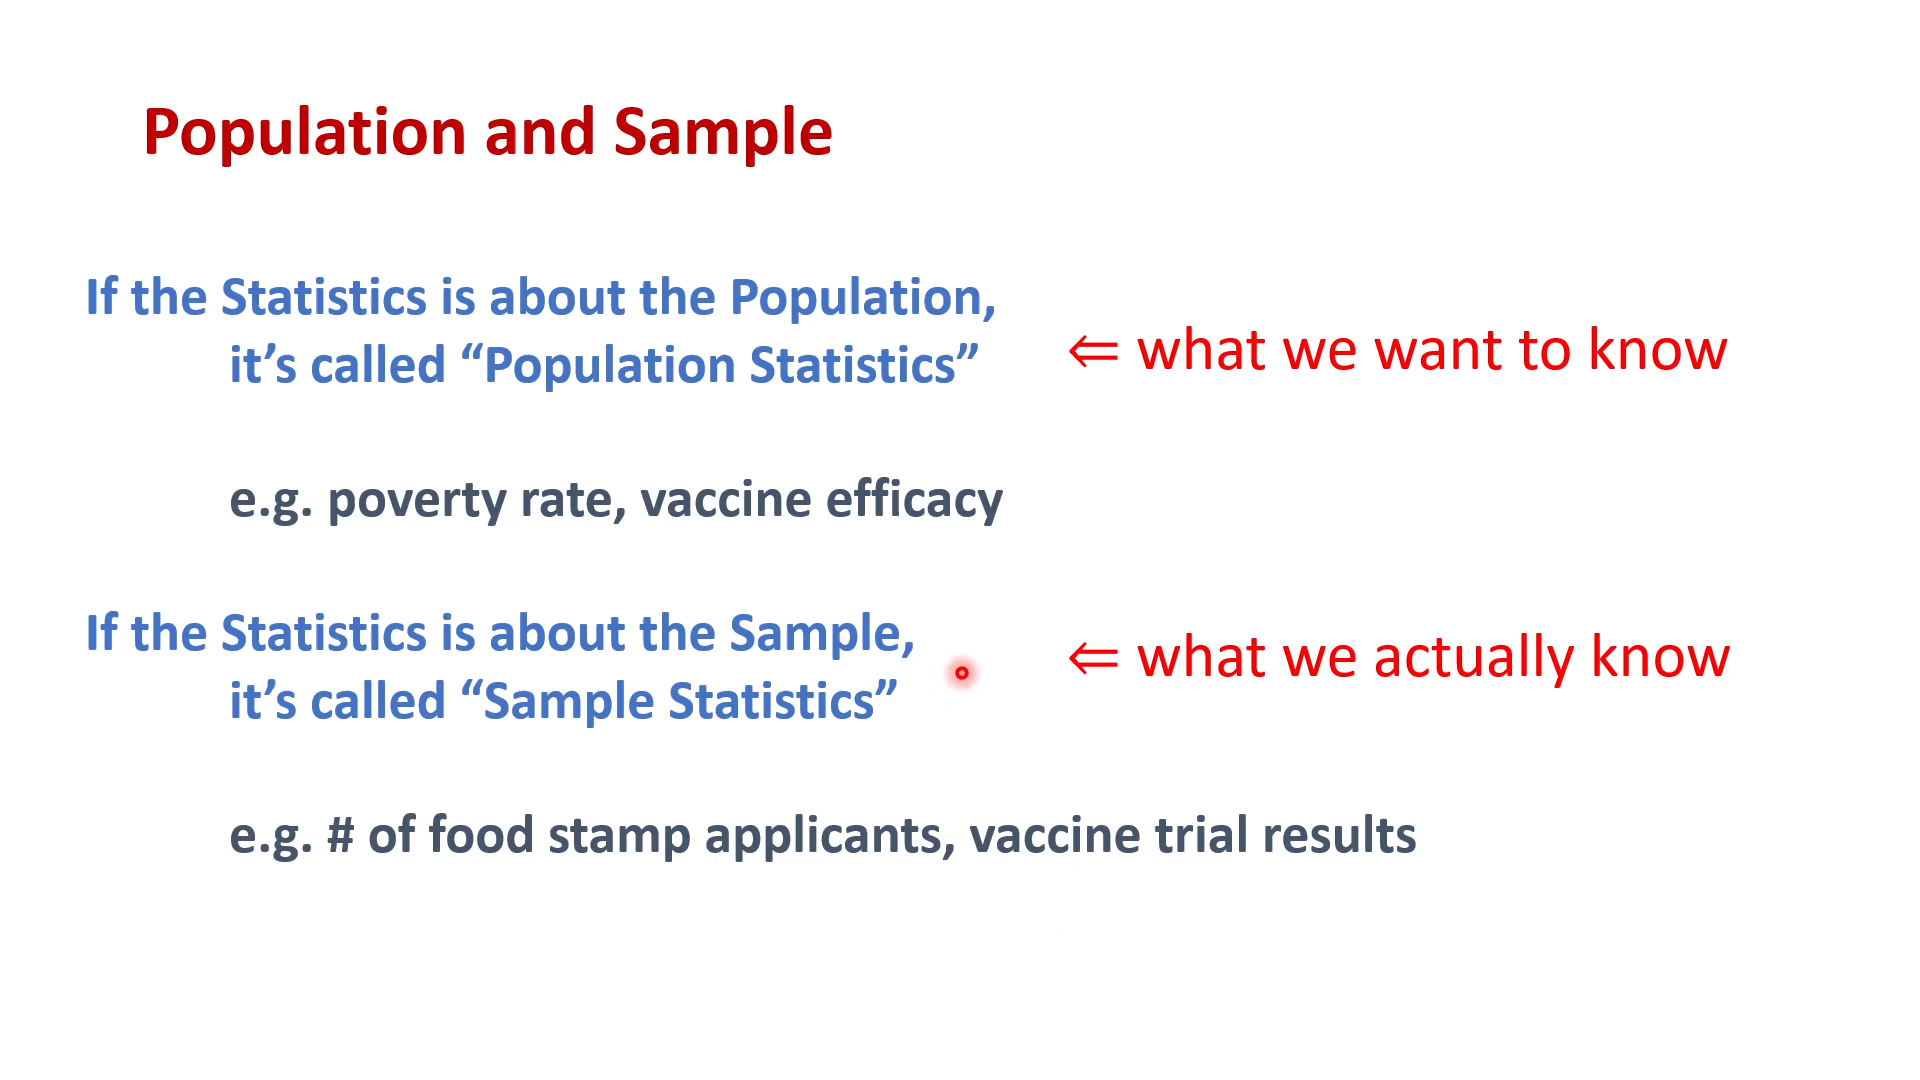 Population and Sample
If the Statistics is about the Population,
it’s called “Population Statistics”
⇐ what we want to know
e.g. poverty rate, vaccine efficacy
If the Statistics is about the Sample,
it’s called “Sample Statistics”
⇐ what we actually know
e.g. # of food stamp applicants, vaccine trial results